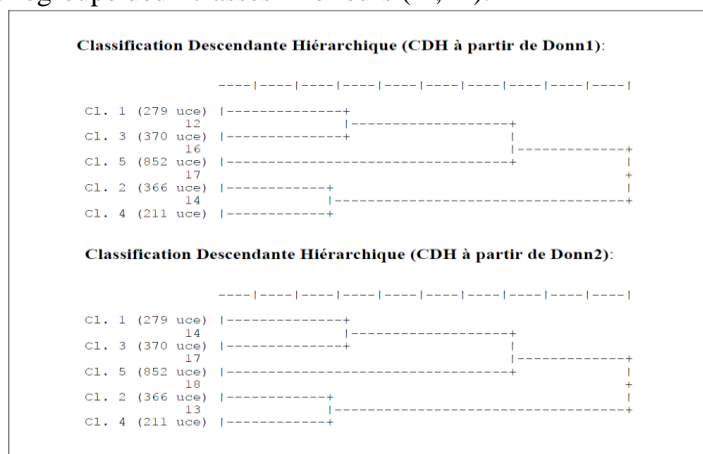 Classification Descendante Hiérarchique (CDH à partir de Donn1):
----|----|----|----|----|----|----|----|----|----|
Cl. 1 (279 uce) |--------------+
12 |-------------------+
Cl. 3 (370 uce) |--------------+ |
16 |-------------+
Cl. 5 (852 uce) |----------------------------------+ |
17 +
Cl. 2 (366 uce) |------------+ |
14 |-----------------------------------+
Cl. 4 (211 uce) |------------+
Classification Descendante Hiérarchique (CDH à partir de Donn2):
----|----|----|----|----|----|----|----|----|----|
Cl. 1 (279 uce) |--------------+
14 |-------------------+
Cl. 3 (370 uce) |--------------+ |
17 |-------------+
Cl. 5 (852 uce) |----------------------------------+ |
18 +
Cl. 2 (366 uce) |------------+ |
13 |-----------------------------------+
Cl. 4 (211 uce) |------------+